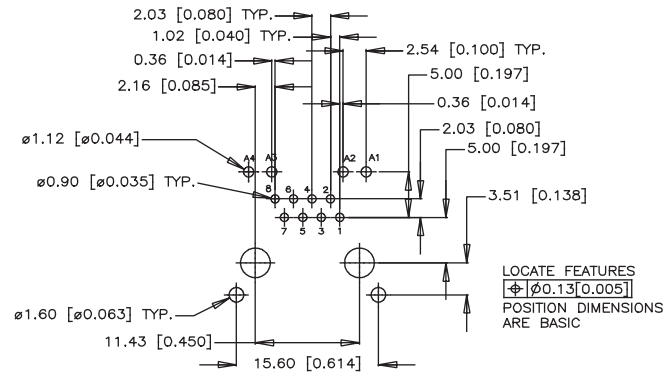 2.03 [0.080] TYP.
1.02 [0.040] TYP.
2.54 [0.100] TYP.
0.36 [0.014]
5.00 [0.197]
2.16 [0.085]
0.36 [0.014]
2.03 [0.080]
ø1.12 [ø0.044]
5.00 [0.197]
A4 A3 A2 A1
ø0.90 [ø0.035] TYP.
8 6 4 2
3.51 [0.138]
7 5 3 1
LOCATE FEATURES
⌖ Ø0.13[0.005]
POSITION DIMENSIONS
ARE BASIC
ø1.60 [ø0.063] TYP.
11.43 [0.450]
15.60 [0.614]